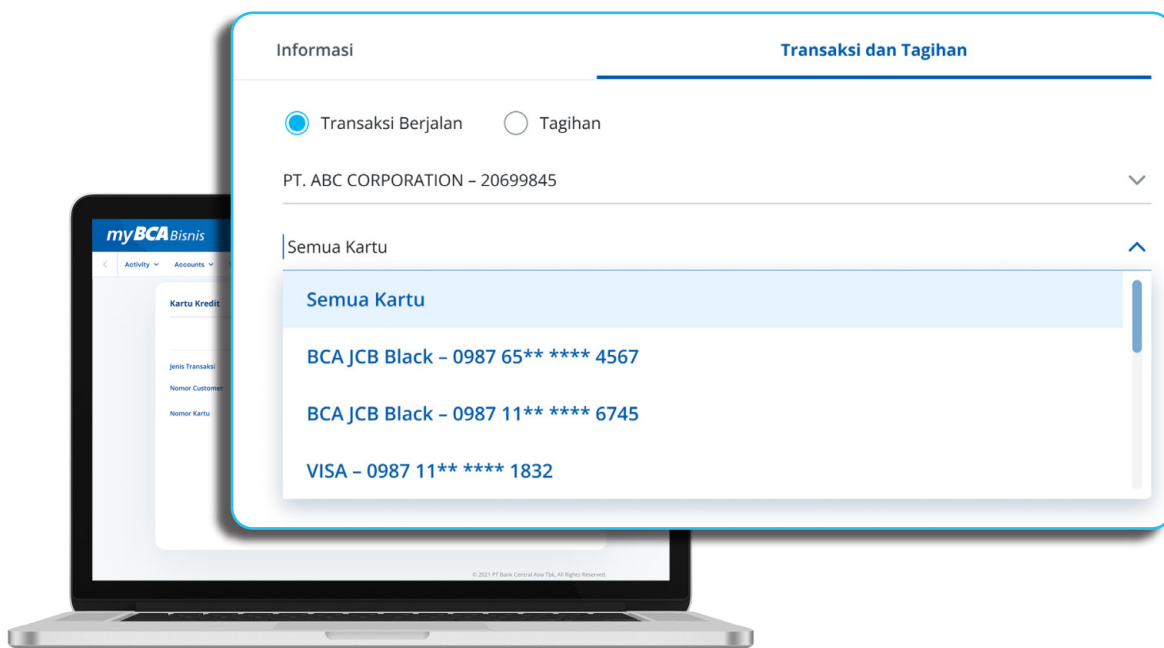 Informasi
Transaksi dan Tagihan
Transaksi Berjalan
Tagihan
PT. ABC CORPORATION – 20699845
Semua Kartu
Semua Kartu
BCA JCB Black – 0987 65** **** 4567
BCA JCB Black – 0987 11** **** 6745
VISA – 0987 11** **** 1832
myBCA Bisnis
Activity
Accounts
Kartu Kredit
Jenis Transaksi
Nomor Customer
Nomor Kartu
© 2021 PT Bank Central Asia Tbk, All Rights Reserved.